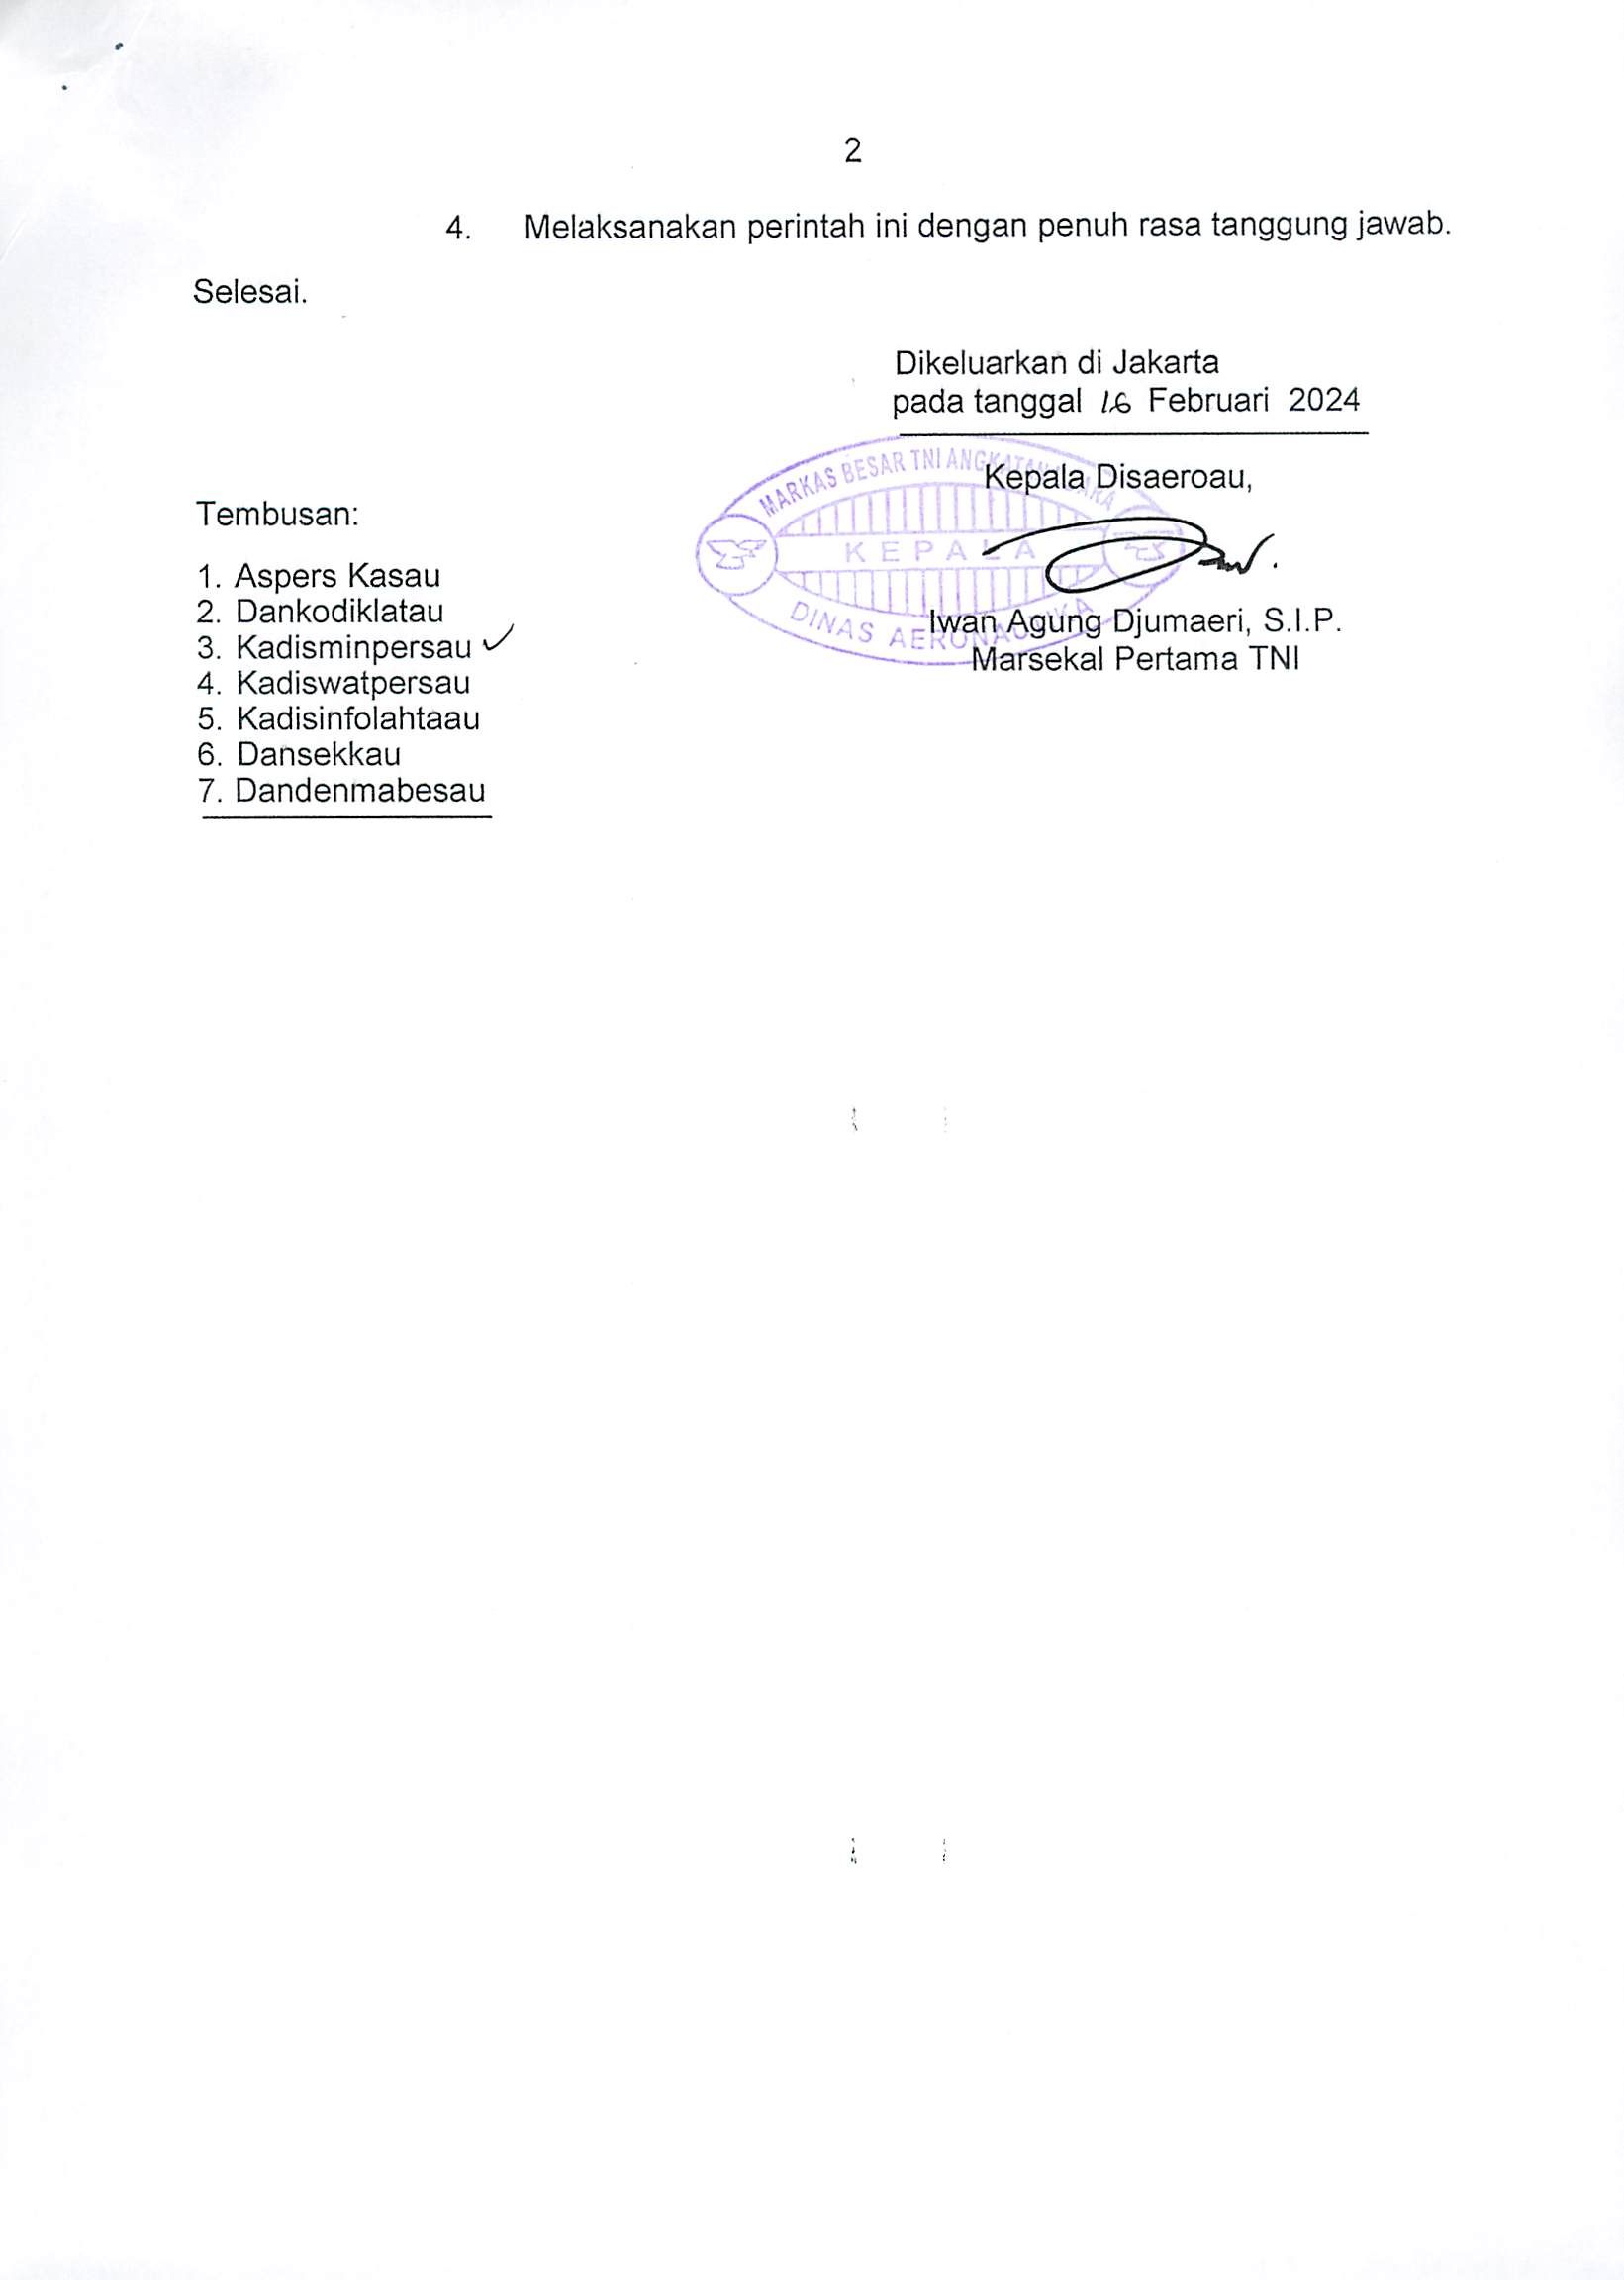 2
4. Melaksanakan perintah ini dengan penuh rasa tanggung jawab.
Selesai.
Dikeluarkan di Jakarta
pada tanggal 16 Februari 2024
MARKAS BESAR TNI ANGKATAN UDARA
Kepala Disaeroau,
KEPALA
DINAS AERONAUTIKA
Iwan Agung Djumaeri, S.I.P.
Marsekal Pertama TNI
Tembusan:
1. Aspers Kasau
2. Dankodiklatau
3. Kadisminpersau ✓
4. Kadiswatpersau
5. Kadisinfolahtaau
6. Dansekkau
7. Dandenmabesau